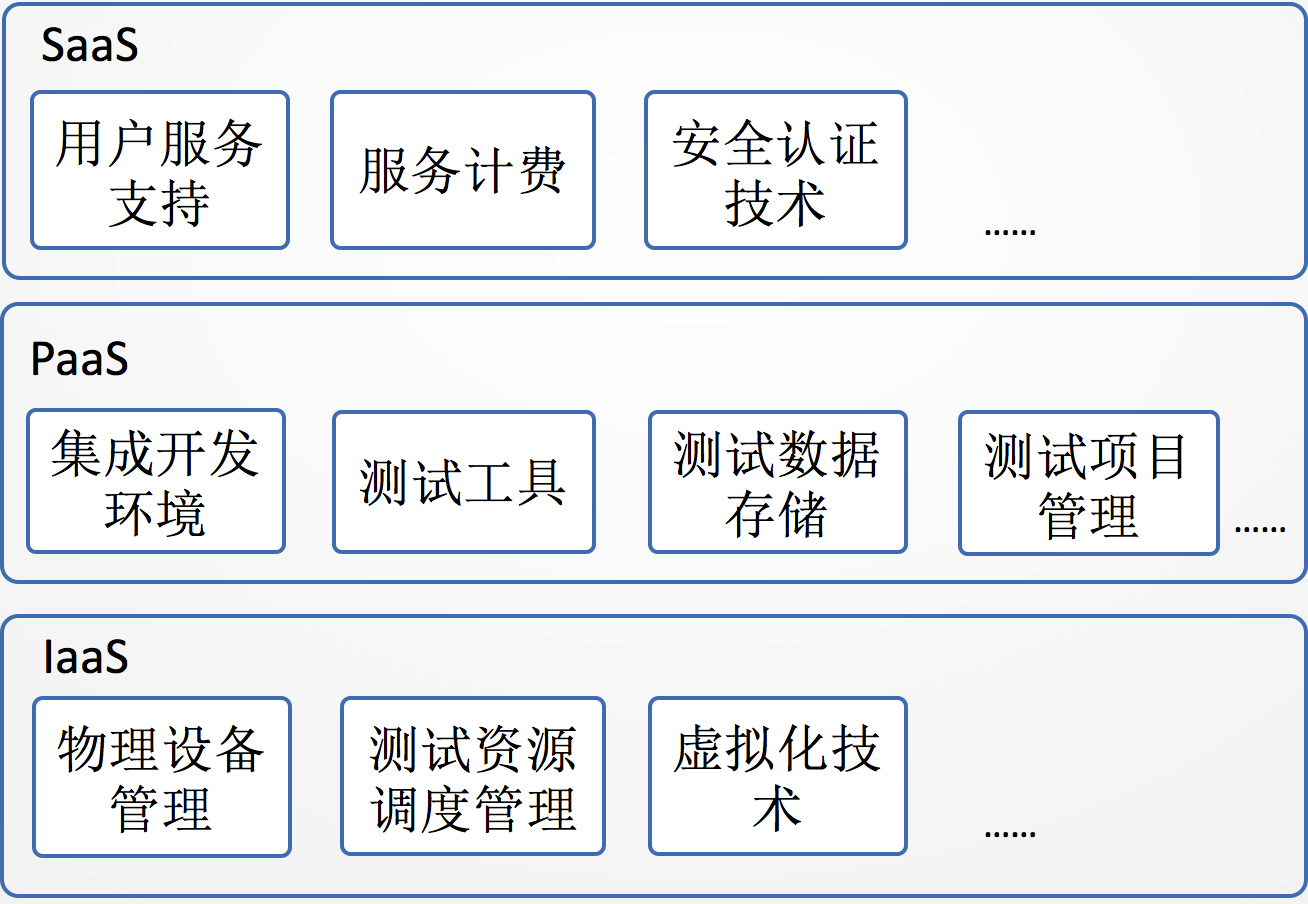 SaaS
用户服务
支持
服务计费
安全认证
技术
……
PaaS
集成开发
环境
测试工具
测试数据
存储
测试项目
管理
……
IaaS
物理设备
管理
测试资源
调度管理
虚拟化技
术
……